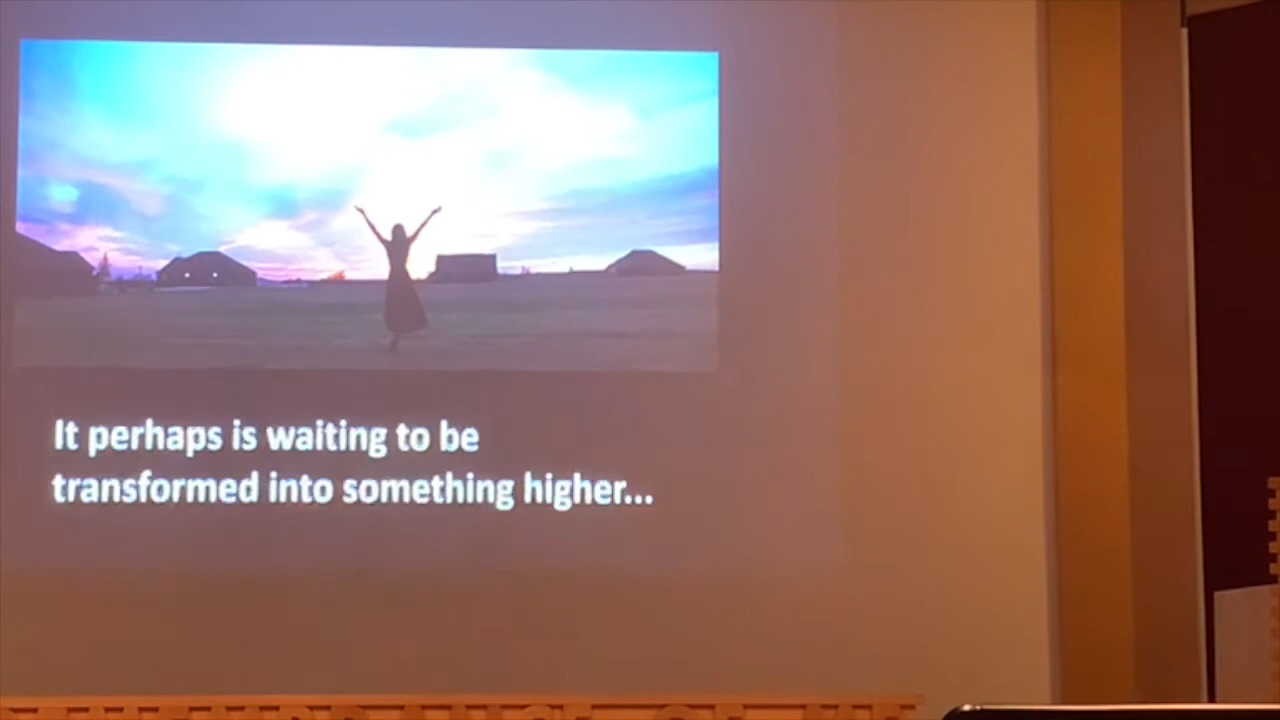 It perhaps is waiting to be
transformed into something higher...